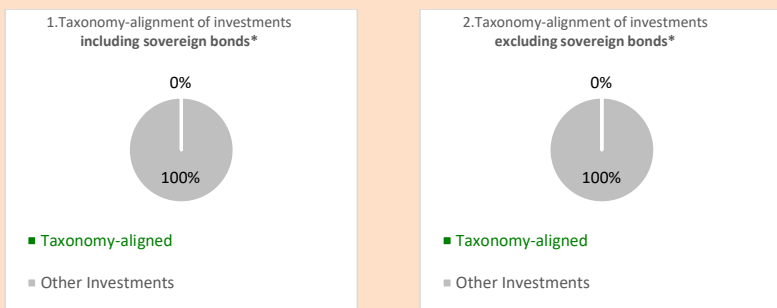 1.Taxonomy-alignment of investments
including sovereign bonds*
0%
100%
Taxonomy-aligned
Other Investments
2.Taxonomy-alignment of investments
excluding sovereign bonds*
0%
100%
Taxonomy-aligned
Other Investments